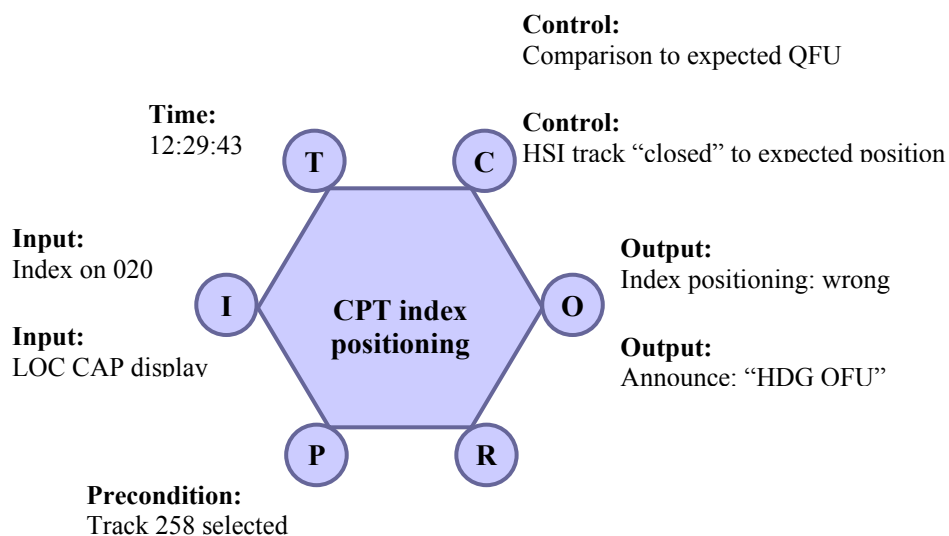 Control:
Comparison to expected QFU
Time:
12:29:43
Control:
HSI track “closed” to expected position
T
C
Input:
Index on 020
Output:
Index positioning: wrong
I
CPT index
positioning
O
Input:
LOC CAP display
Output:
Announce: “HDG QFU”
P
R
Precondition:
Track 258 selected